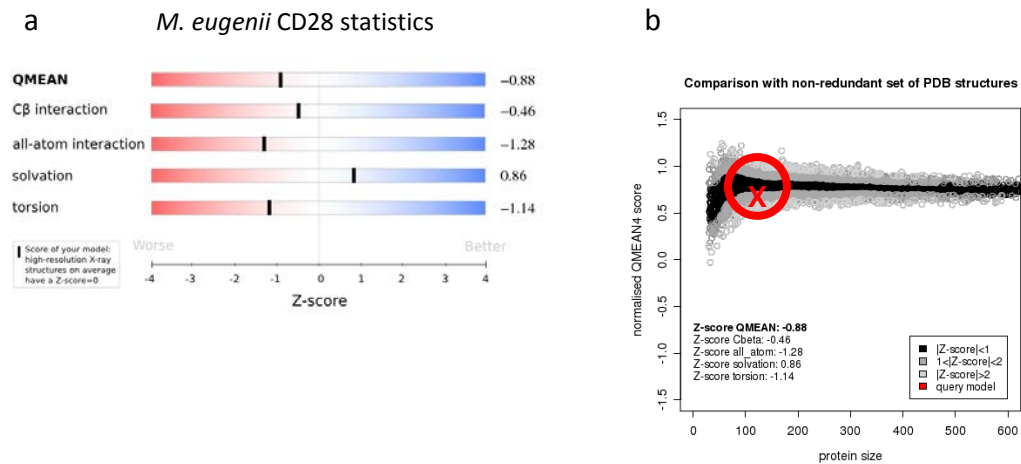 a
M. eugenii CD28 statistics
QMEAN
-0.88
Cβ interaction
-0.46
all-atom interaction
-1.28
solvation
0.86
torsion
-1.14
Score of your model:
high-resolution X-ray
structures on average
have a Z-score=0
Worse
Better
-4 -3 -2 -1 0 1 2 3 4
Z-score
b
Comparison with non-redundant set of PDB structures
normalised QMEAN4 score
1.5
1.0
0.5
0.0
-0.5
-1.0
-1.5
X
Z-score QMEAN: -0.88
Z-score Cbeta: -0.46
Z-score all_atom: -1.28
Z-score solvation: 0.86
Z-score torsion: -1.14
|Z-score|<1
1<|Z-score|<2
|Z-score|>2
query model
0 100 200 300 400 500 600
protein size